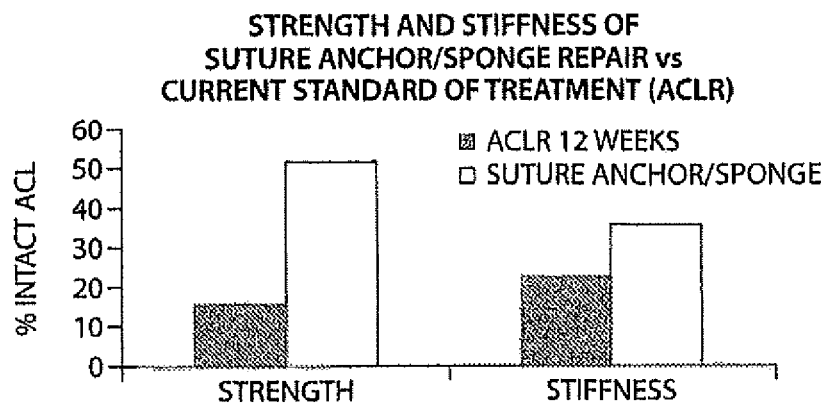 STRENGTH AND STIFFNESS OF
SUTURE ANCHOR/SPONGE REPAIR vs
CURRENT STANDARD OF TREATMENT (ACLR)
% INTACT ACL
60
50
40
30
20
10
0
ACLR 12 WEEKS
SUTURE ANCHOR/SPONGE
STRENGTH
STIFFNESS